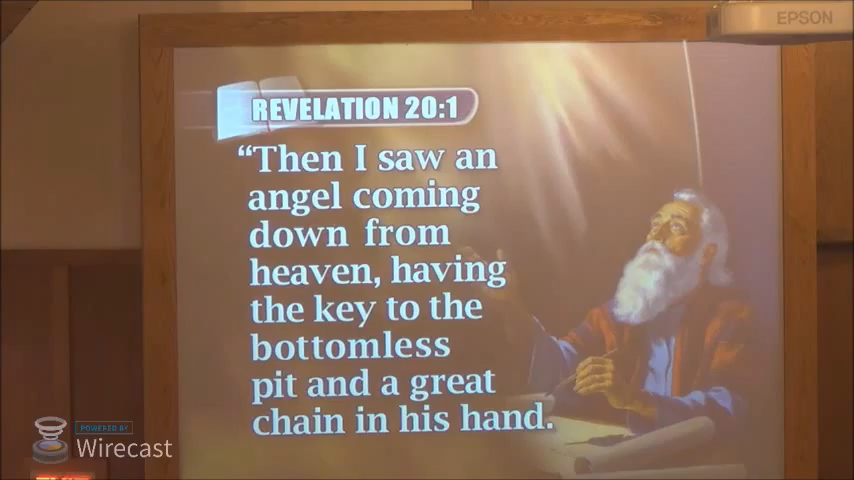 EPSON
REVELATION 20:1
“Then I saw an
angel coming
down from
heaven, having
the key to the
bottomless
pit and a great
chain in his hand.
POWERED BY
Wirecast